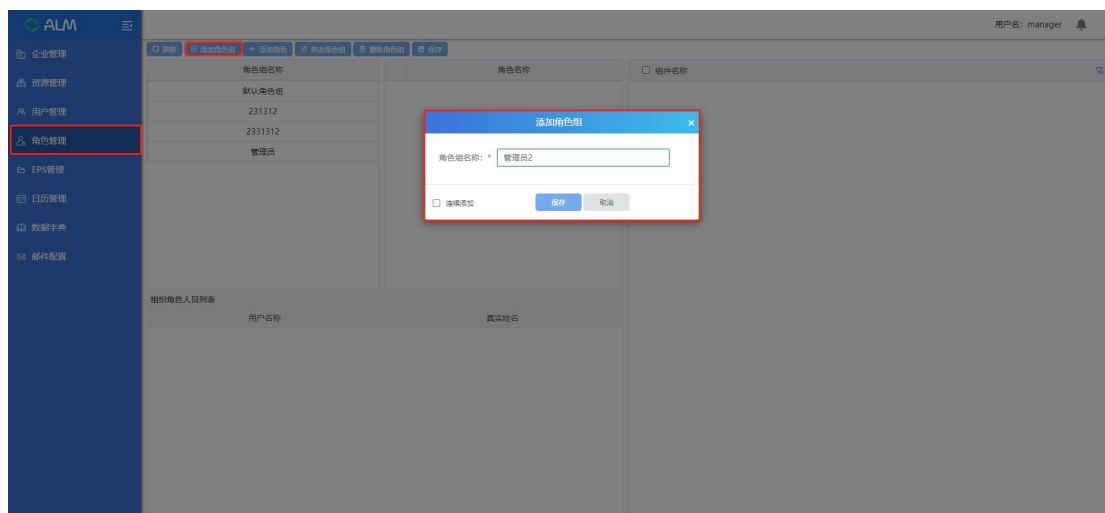 ALM
用户名：manager
企业管理
资源管理
用户管理
角色管理
EPS管理
日历管理
数据字典
邮件配置
刷新 添加角色组 添加角色 修改角色组 删除角色组 保存
角色组名称 角色名称 组件名称
默认角色组
231312
2331312
管理员
添加角色组 ×
角色组名称：* 管理员2
连续添加 保存 取消
组织角色人员列表
用户名称 真实姓名